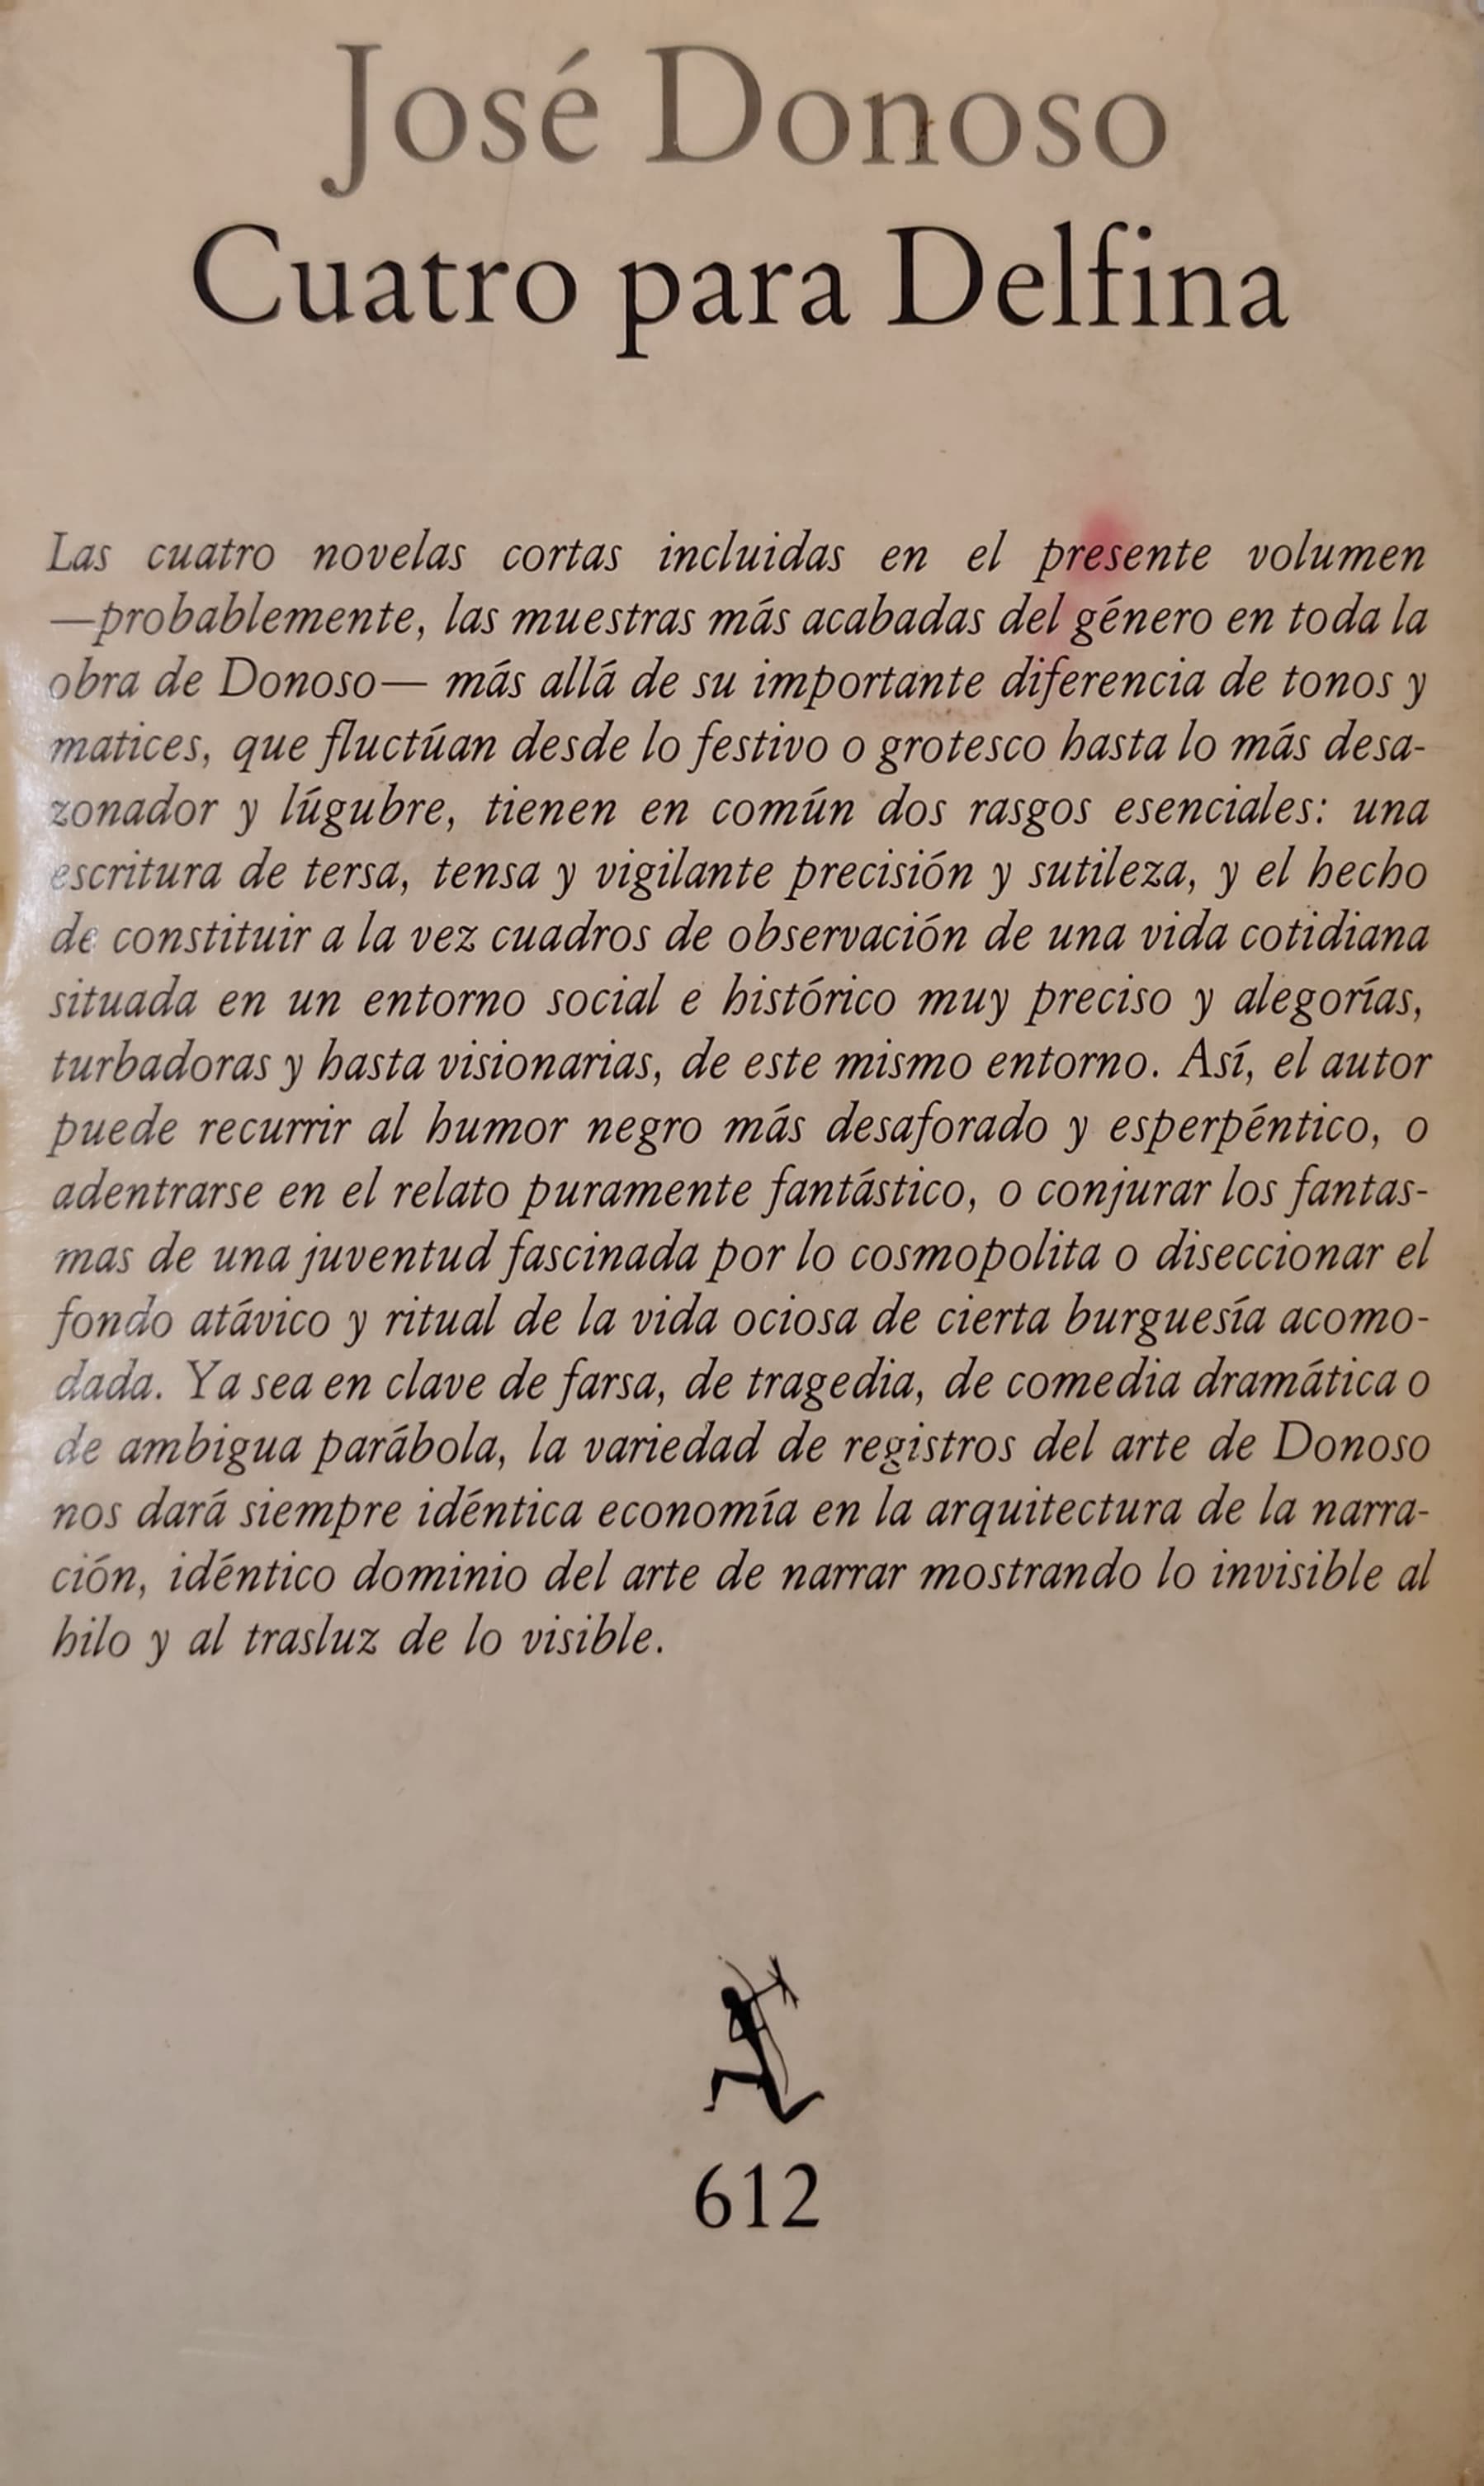 José Donoso
Cuatro para Delfina
Las cuatro novelas cortas incluidas en el presente volumen
—probablemente, las muestras más acabadas del género en toda la
obra de Donoso— más allá de su importante diferencia de tonos y
matices, que fluctúan desde lo festivo o grotesco hasta lo más desa-
zonador y lúgubre, tienen en común dos rasgos esenciales: una
escritura de tersa, tensa y vigilante precisión y sutileza, y el hecho
de constituir a la vez cuadros de observación de una vida cotidiana
situada en un entorno social e histórico muy preciso y alegorías,
turbadoras y hasta visionarias, de este mismo entorno. Así, el autor
puede recurrir al humor negro más desaforado y esperpéntico, o
adentrarse en el relato puramente fantástico, o conjurar los fantas-
mas de una juventud fascinada por lo cosmopolita o diseccionar el
fondo atávico y ritual de la vida ociosa de cierta burguesía acomo-
dada. Ya sea en clave de farsa, de tragedia, de comedia dramática o
de ambigua parábola, la variedad de registros del arte de Donoso
nos dará siempre idéntica economía en la arquitectura de la narra-
ción, idéntico dominio del arte de narrar mostrando lo invisible al
hilo y al trasluz de lo visible.
612